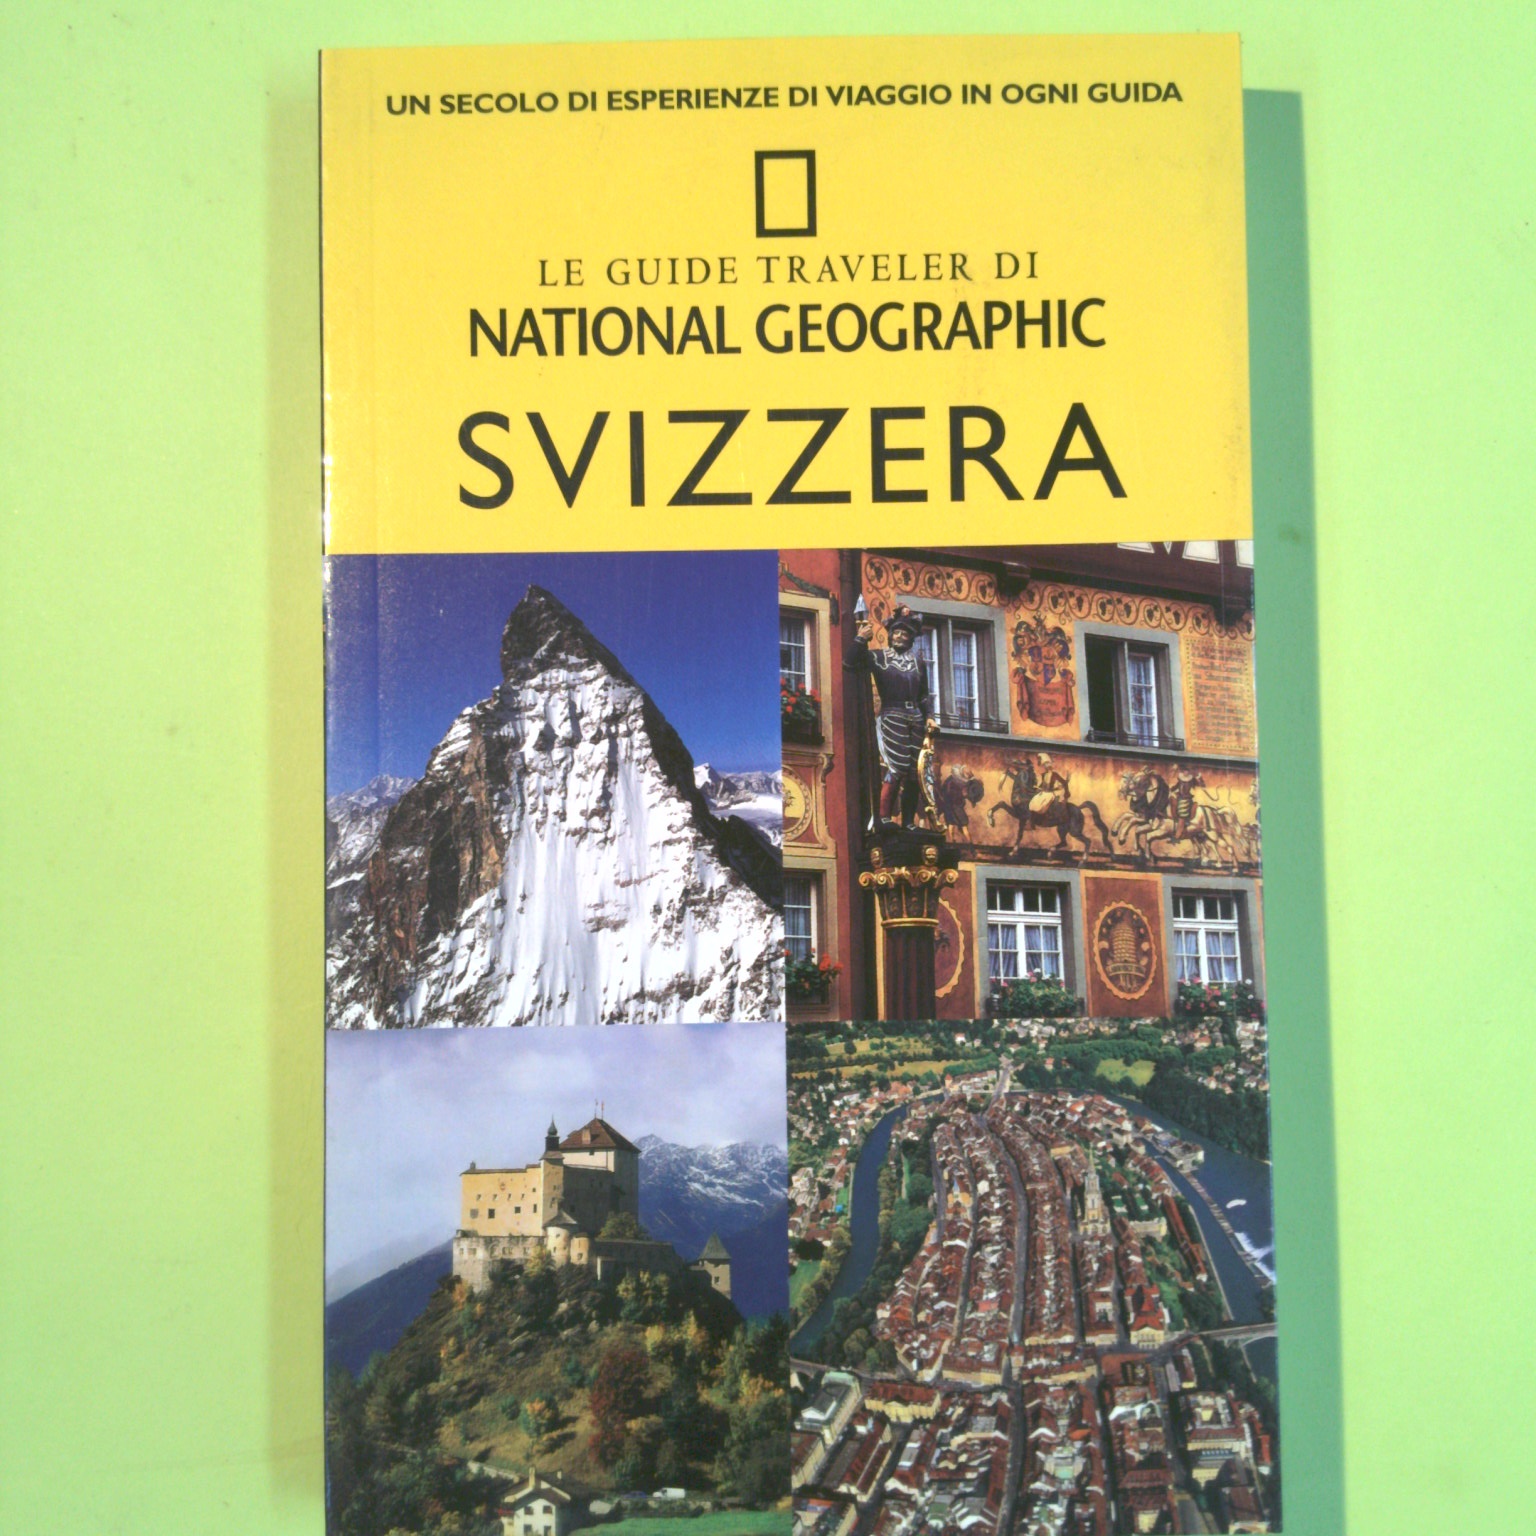 UN SECOLO DI ESPERIENZE DI VIAGGIO IN OGNI GUIDA
LE GUIDE TRAVELER DI
NATIONAL GEOGRAPHIC
SVIZZERA